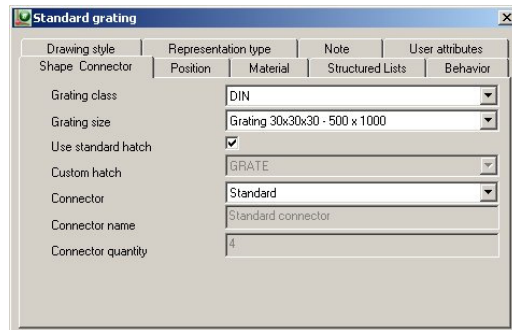 Standard grating
Drawing style Representation type Note User attributes
Shape Connector Position Material Structured Lists Behavior
Grating class DIN
Grating size Grating 30x30x30 - 500 x 1000
Use standard hatch
Custom hatch GRATE
Connector Standard
Connector name Standard connector
Connector quantity 4